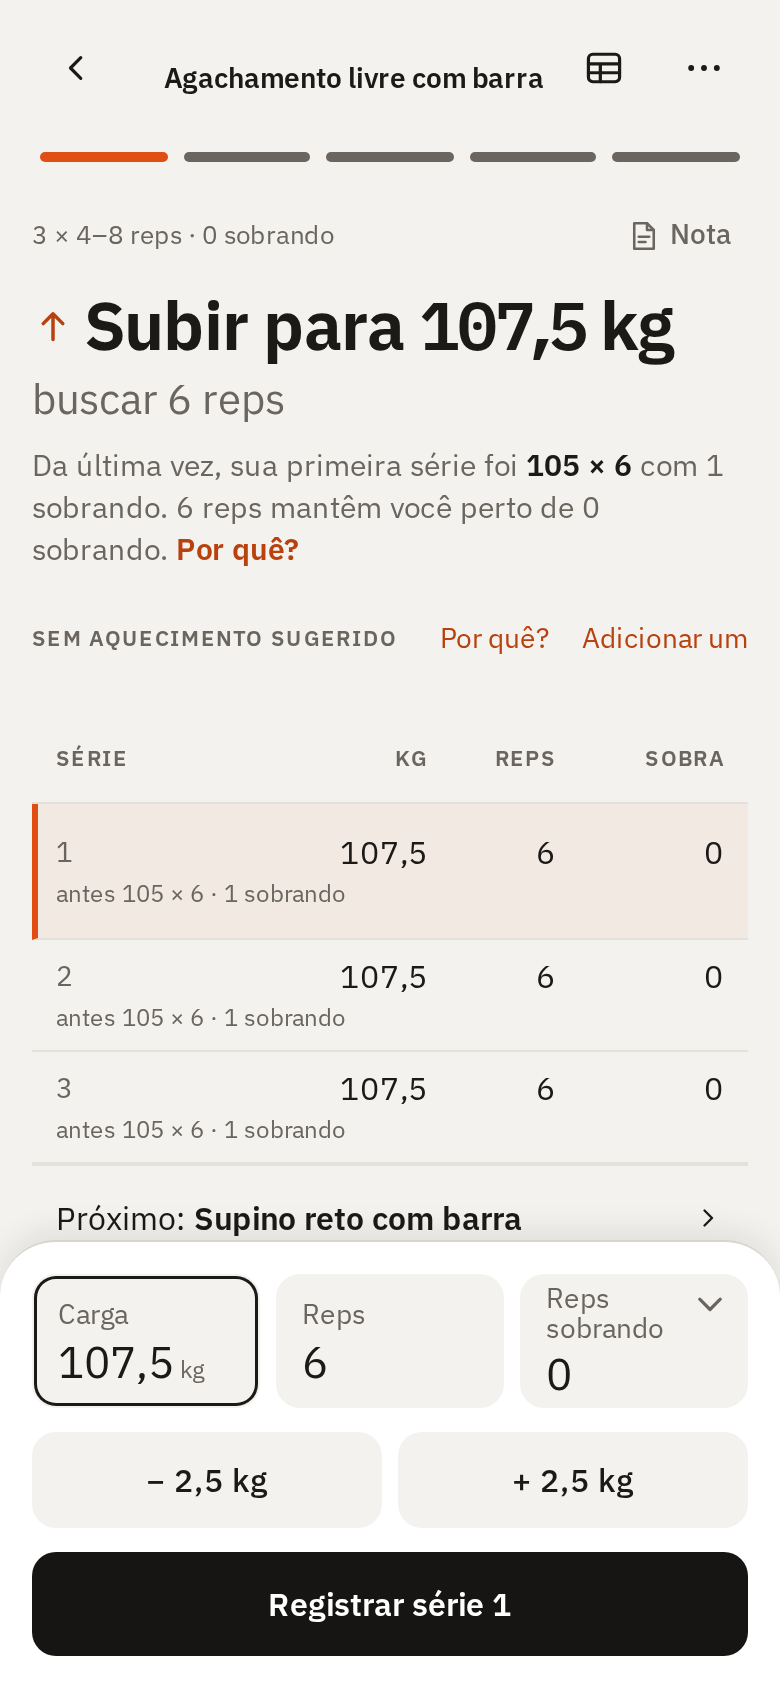 Agachamento livre com barra
3 × 4–8 reps · 0 sobrando
Nota
↑ Subir para 107,5 kg
buscar 6 reps
Da última vez, sua primeira série foi 105 × 6 com 1
sobrando. 6 reps mantêm você perto de 0
sobrando. Por quê?
SEM AQUECIMENTO SUGERIDO Por quê? Adicionar um
SÉRIE KG REPS SOBRA
1 107,5 6 0
antes 105 × 6 · 1 sobrando
2 107,5 6 0
antes 105 × 6 · 1 sobrando
3 107,5 6 0
antes 105 × 6 · 1 sobrando
Próximo: Supino reto com barra
Carga
107,5 kg
Reps
6
Reps
sobrando
0
− 2,5 kg
+ 2,5 kg
Registrar série 1